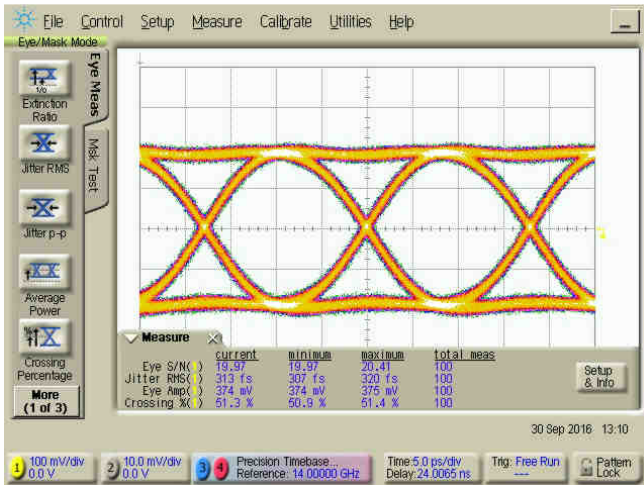 File Control Setup Measure Calibrate Utilities Help
Eye/Mask Mode
Eye Meas
Msk Test
1/0
Extinction
Ratio
Jitter RMS
Jitter p-p
Average
Power
%
Crossing
Percentage
More
(1 of 3)
Measure
current minimum maximum total meas
Eye S/N( ) 19.97 19.97 20.41 100
Jitter RMS( ) 313 fs 307 fs 320 fs 100
Eye Amp( ) 374 mV 374 mV 375 mV 100
Crossing %( ) 51.3 % 50.9 % 51.4 % 100
Setup
& Info
30 Sep 2016 13:10
1 100 mV/div
0.0 V
2 10.0 mV/div
0.0 V
3 4 Precision Timebase...
Reference: 14.00000 GHz
Time:5.0 ps/div
Delay:24.0065 ns
Trig: Free Run
---
Pattern
Lock